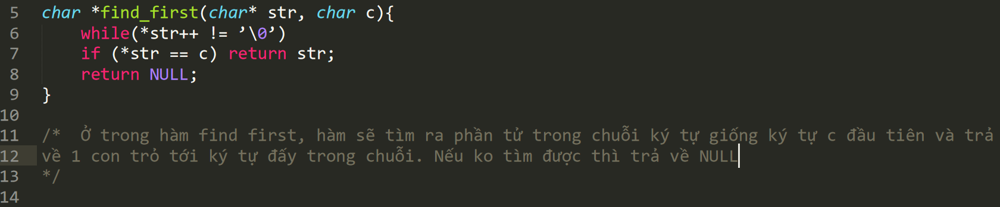 5 char *find_first(char* str, char c){
6 while(*str++ != ’\0’)
7 if (*str == c) return str;
8 return NULL;
9 }
10
11 /* Ở trong hàm find first, hàm sẽ tìm ra phần tử trong chuỗi ký tự giống ký tự c đầu tiên và trả
12 về 1 con trỏ tới ký tự đấy trong chuỗi. Nếu ko tìm được thì trả về NULL
13 */
14